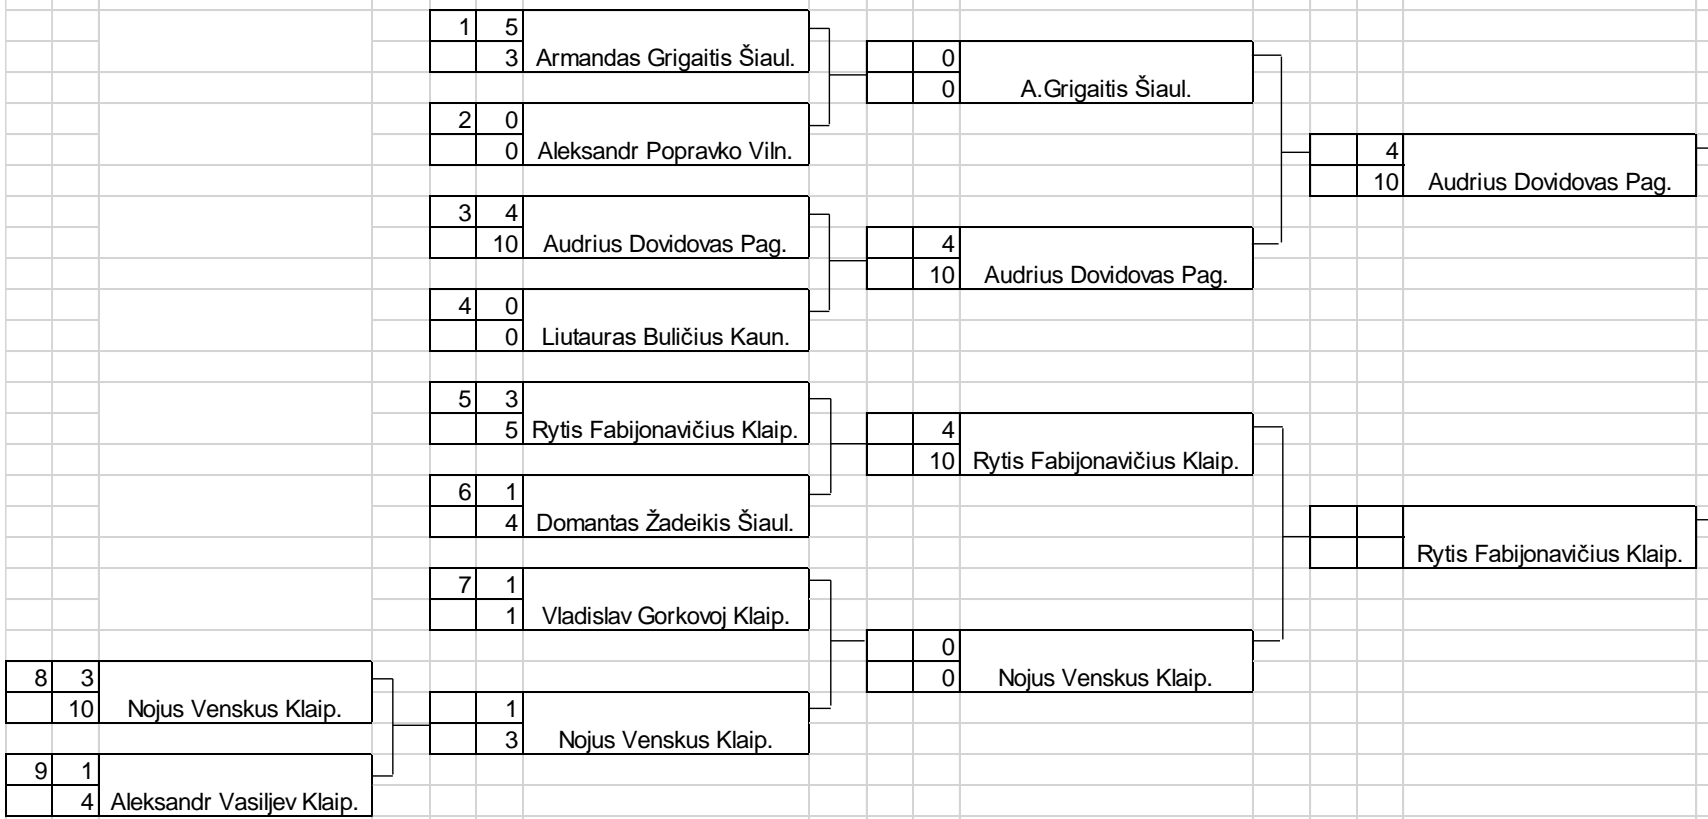 1 5
3 Armandas Grigaitis Šiaul.
0
0 A.Grigaitis Šiaul.
2 0
0 Aleksandr Popravko Viln.
4
10 Audrius Dovidovas Pag.
3 4
10 Audrius Dovidovas Pag.
4
10 Audrius Dovidovas Pag.
4 0
0 Liutauras Buličius Kaun.
5 3
5 Rytis Fabijonavičius Klaip.
4
10 Rytis Fabijonavičius Klaip.
6 1
4 Domantas Žadeikis Šiaul.
Rytis Fabijonavičius Klaip.
7 1
1 Vladislav Gorkovoj Klaip.
0
0 Nojus Venskus Klaip.
8 3
10 Nojus Venskus Klaip.
1
3 Nojus Venskus Klaip.
9 1
4 Aleksandr Vasiljev Klaip.